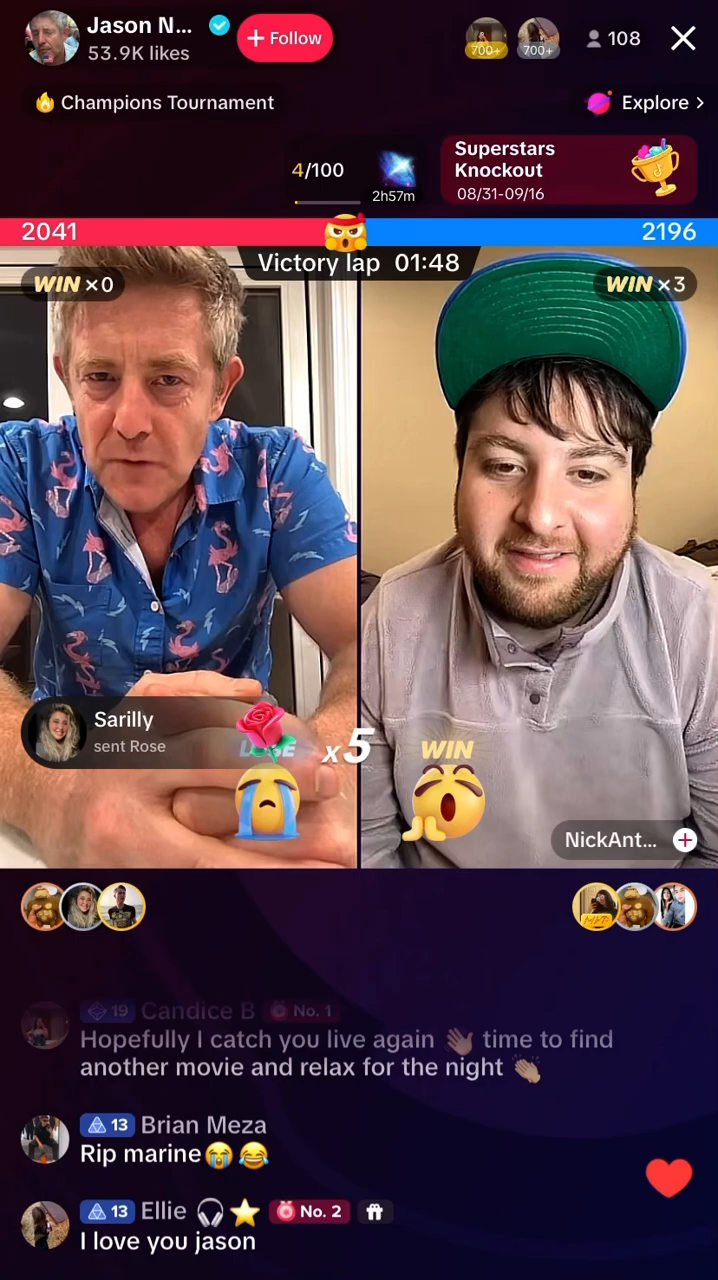 Jason N...
53.9K likes
+ Follow
700+
700+
108
Champions Tournament
Explore >
4/100
2h57m
Superstars
Knockout
08/31-09/16
2041
2196
Victory lap 01:48
WIN ×0
WIN ×3
Sarilly
sent Rose
LOSE
x5
WIN
NickAnt...
19 Candice B No. 1
Hopefully I catch you live again 👋🏼 time to find
another movie and relax for the night 👏🏼
13 Brian Meza
Rip marine😭😂
13 Ellie 🎧⭐ No. 2
I love you jason